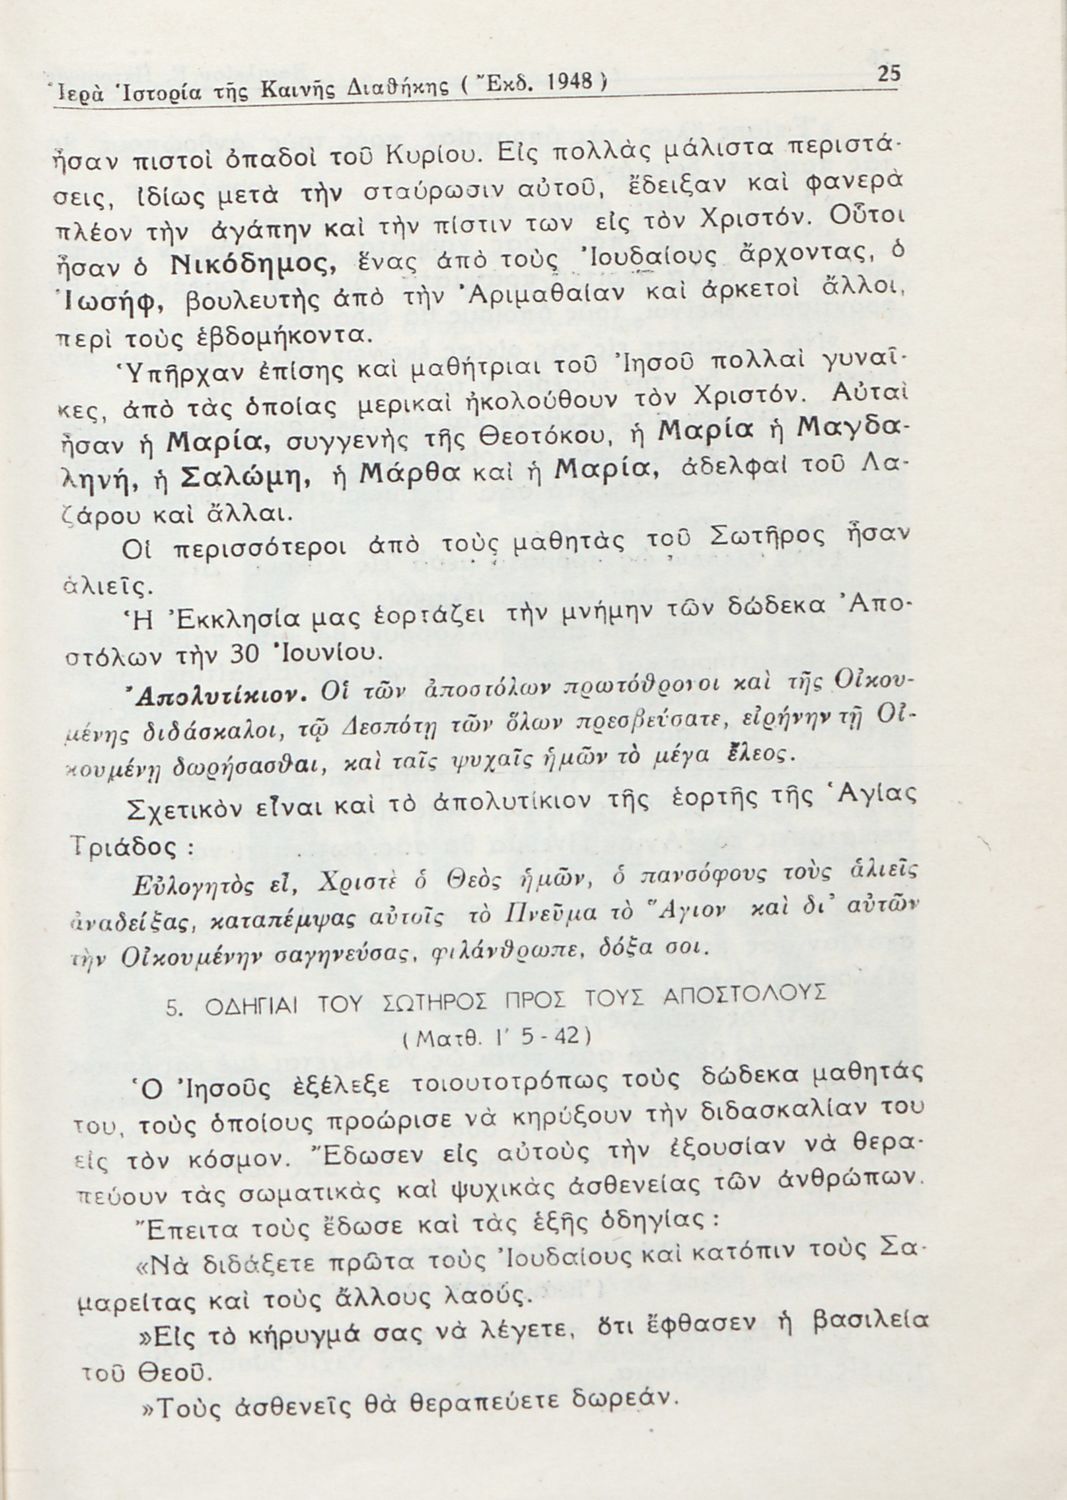 Ἱερὰ Ἱστορία τῆς Καινῆς Διαθήκης ( Ἔκδ. 1948 ) 25
ἦσαν πιστοὶ ὀπαδοὶ τοῦ Κυρίου. Εἰς πολλὰς μάλιστα περιστά-
σεις, ἰδίως μετὰ τὴν σταύρωσιν αὐτοῦ, ἔδειξαν καὶ φανερὰ
πλέον τὴν ἀγάπην καὶ τὴν πίστιν των εἰς τὸν Χριστόν. Οὗτοι
ἦσαν ὁ Νικόδημος, ἕνας ἀπὸ τοὺς Ἰουδαίους ἄρχοντας, ὁ
Ἰωσήφ, βουλευτὴς ἀπὸ τὴν Ἀριμαθαίαν καὶ ἀρκετοὶ ἄλλοι,
περὶ τοὺς ἑβδομήκοντα.
Ὑπῆρχαν ἐπίσης καὶ μαθήτριαι τοῦ Ἰησοῦ πολλαὶ γυναῖ-
κες, ἀπὸ τὰς ὁποίας μερικαὶ ἠκολούθουν τὸν Χριστόν. Αὐταὶ
ἦσαν ἡ Μαρία, συγγενὴς τῆς Θεοτόκου, ἡ Μαρία ἡ Μαγδα-
ληνή, ἡ Σαλώμη, ἡ Μάρθα καὶ ἡ Μαρία, ἀδελφαὶ τοῦ Λα-
ζάρου καὶ ἄλλαι.
Οἱ περισσότεροι ἀπὸ τοὺς μαθητὰς τοῦ Σωτῆρος ἦσαν
ἁλιεῖς.
Ἡ Ἐκκλησία μας ἑορτάζει τὴν μνήμην τῶν δώδεκα Ἀπο-
στόλων τὴν 30 Ἰουνίου.
Ἀπολυτίκιον. Οἱ τῶν ἀποστόλων πρωτόθρονοι καὶ τῆς Οἰκου-
μένης διδάσκαλοι, τῷ Δεσπότῃ τῶν ὅλων πρεσβεύσατε, εἰρήνην τῇ Οἰ-
κουμένῃ δωρήσασθαι, καὶ ταῖς ψυχαῖς ἡμῶν τὸ μέγα ἔλεος.
Σχετικὸν εἶναι καὶ τὸ ἀπολυτίκιον τῆς ἑορτῆς τῆς Ἁγίας
Τριάδος :
Εὐλογητὸς εἶ, Χριστὲ ὁ Θεὸς ἡμῶν, ὁ πανσόφους τοὺς ἁλιεῖς
ἀναδείξας, καταπέμψας αὐτοῖς τὸ Πνεῦμα τὸ Ἅγιον καὶ δι' αὐτῶν
τὴν Οἰκουμένην σαγηνεύσας, φιλάνθρωπε, δόξα σοι.
5. ΟΔΗΓΙΑΙ ΤΟΥ ΣΩΤΗΡΟΣ ΠΡΟΣ ΤΟΥΣ ΑΠΟΣΤΟΛΟΥΣ
(Ματθ. Ι' 5-42)
Ὁ Ἰησοῦς ἐξέλεξε τοιουτοτρόπως τοὺς δώδεκα μαθητάς
του, τοὺς ὁποίους προώρισε νὰ κηρύξουν τὴν διδασκαλίαν του
εἰς τὸν κόσμον. Ἔδωσεν εἰς αὐτοὺς τὴν ἐξουσίαν νὰ θερα-
πεύουν τὰς σωματικὰς καὶ ψυχικὰς ἀσθενείας τῶν ἀνθρώπων.
Ἔπειτα τοὺς ἔδωσε καὶ τὰς ἑξῆς ὁδηγίας :
«Νὰ διδάξετε πρῶτα τοὺς Ἰουδαίους καὶ κατόπιν τοὺς Σα-
μαρείτας καὶ τοὺς ἄλλους λαούς.
»Εἰς τὸ κήρυγμά σας νὰ λέγετε, ὅτι ἔφθασεν ἡ βασιλεία
τοῦ Θεοῦ.
»Τοὺς ἀσθενεῖς θὰ θεραπεύετε δωρεάν.